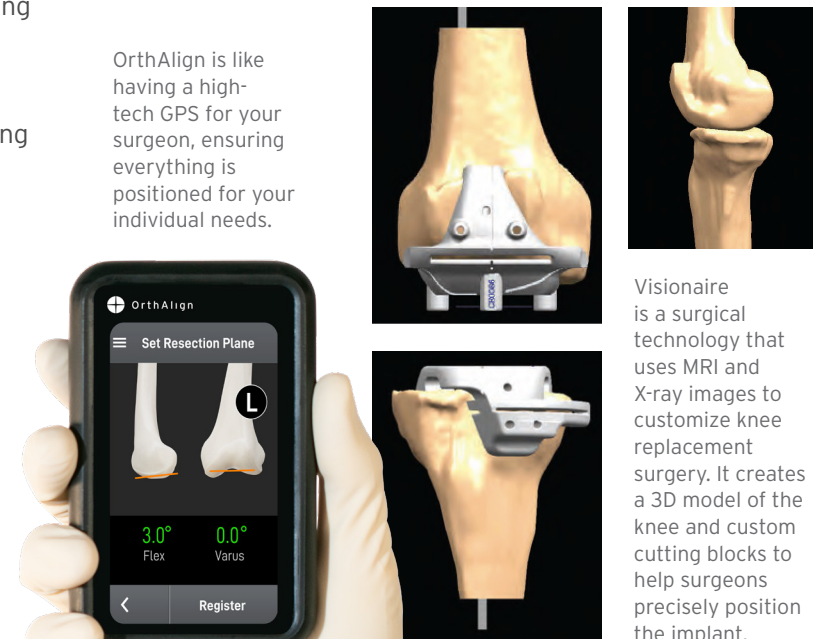 ng
ng
OrthAlign is like
having a high-
tech GPS for your
surgeon, ensuring
everything is
positioned for your
individual needs.
OrthAlign
Set Resection Plane
L
3.0°
0.0°
Flex
Varus
Register
Visionaire
is a surgical
technology that
uses MRI and
X-ray images to
customize knee
replacement
surgery. It creates
a 3D model of the
knee and custom
cutting blocks to
help surgeons
precisely position
the implant.